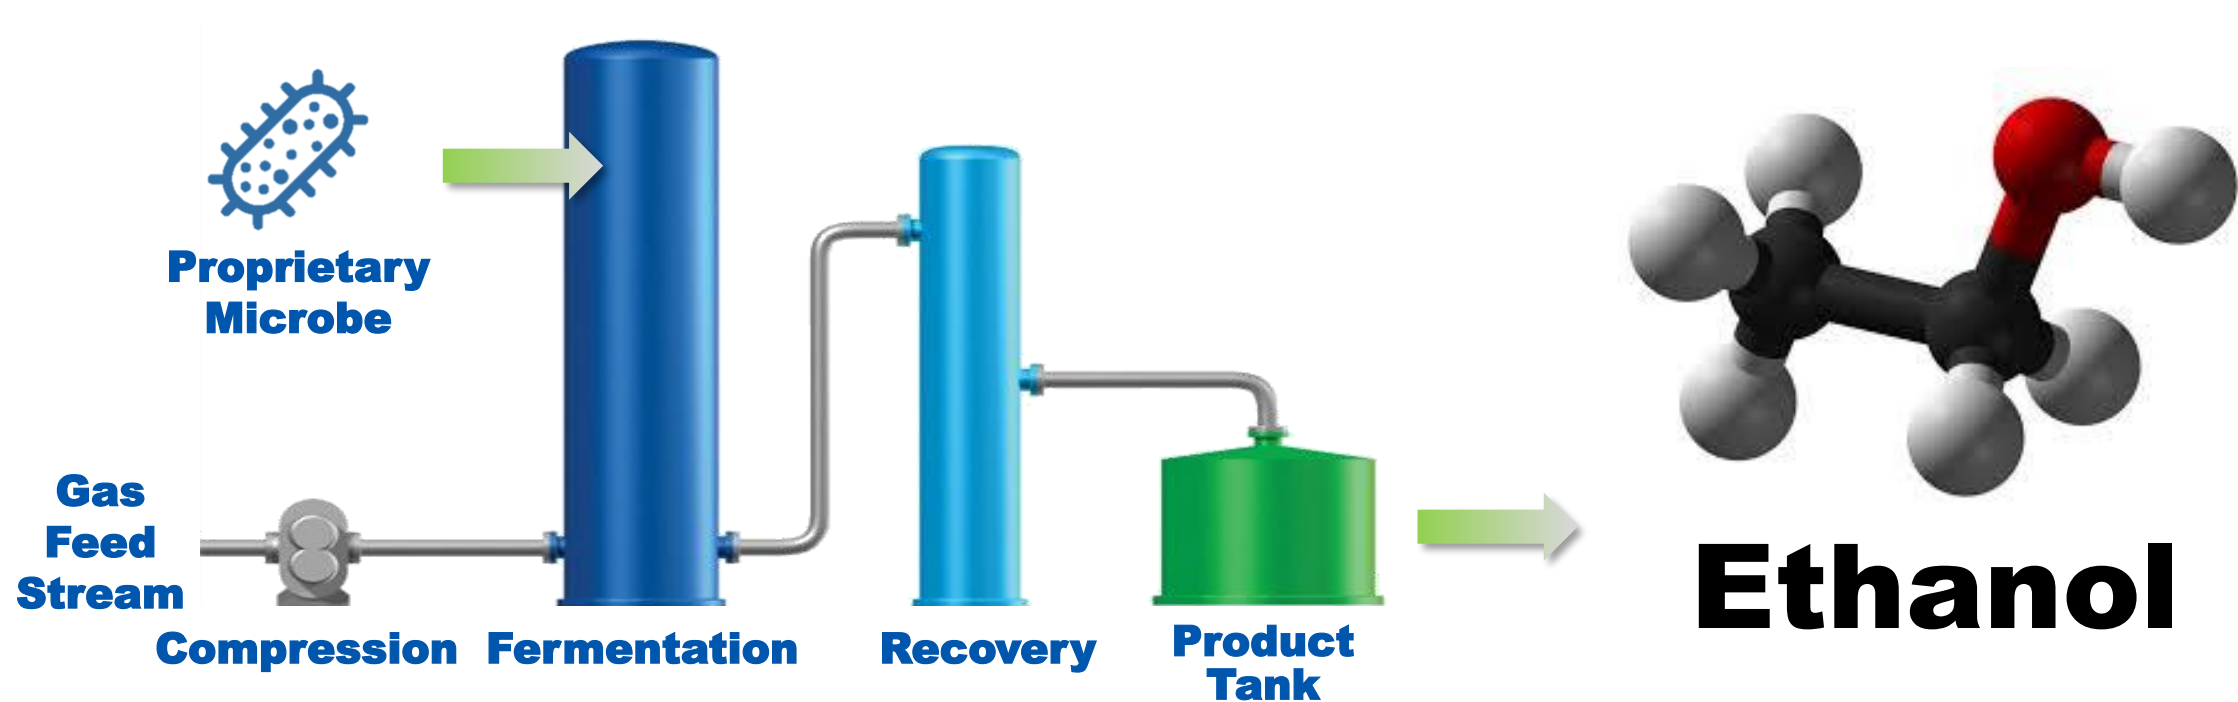 Proprietary
Microbe
Gas
Feed
Stream
Compression
Fermentation
Recovery
Product
Tank
Ethanol